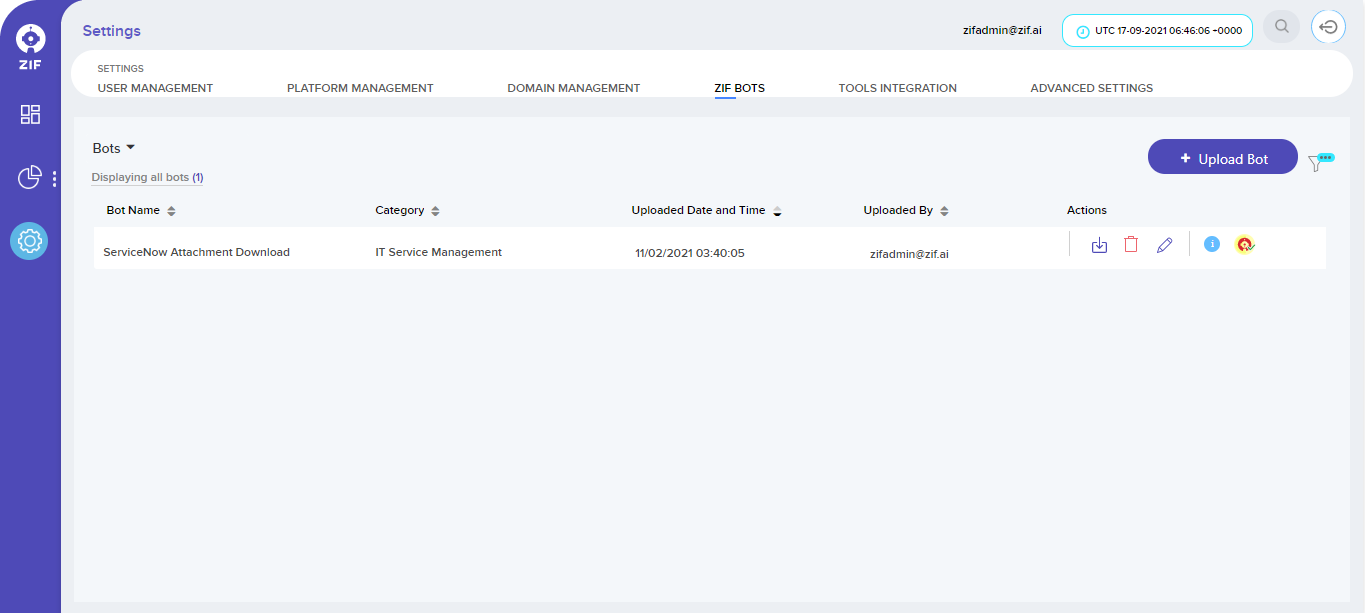 ZIF
Settings
zifadmin@zif.ai
UTC 17-09-2021 06:46:06 +0000
SETTINGS
USER MANAGEMENT
PLATFORM MANAGEMENT
DOMAIN MANAGEMENT
ZIF BOTS
TOOLS INTEGRATION
ADVANCED SETTINGS
Bots
+ Upload Bot
Displaying all bots (1)
Bot Name
Category
Uploaded Date and Time
Uploaded By
Actions
ServiceNow Attachment Download
IT Service Management
11/02/2021 03:40:05
zifadmin@zif.ai